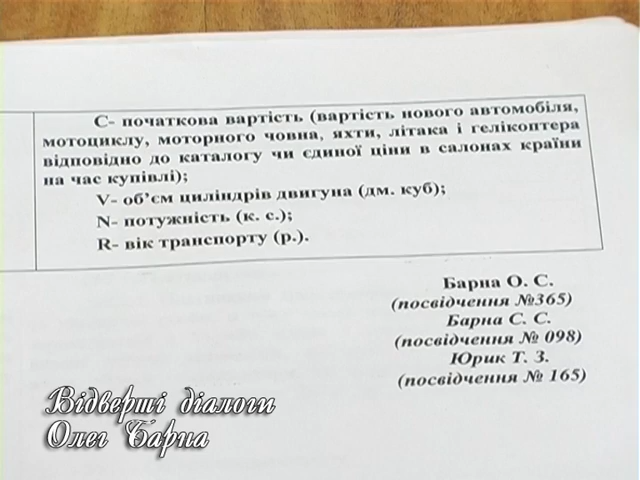 С- початкова вартість (вартість нового автомобіля,
мотоциклу, моторного човна, яхти, літака і гелікоптера
відповідно до каталогу чи єдиної ціни в салонах країни
на час купівлі);
V- об’єм циліндрів двигуна (дм. куб);
N- потужність (к. с.);
R- вік транспорту (р.).
Барна О. С.
(посвідчення №365)
Барна С. С.
(посвідчення № 098)
Юрик Т. З.
(посвідчення № 165)
Відверті діалоги
Олег Барна